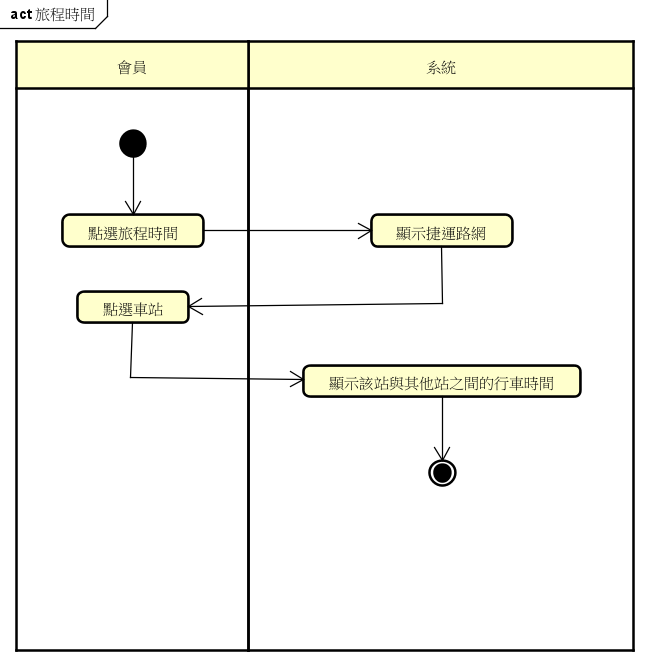 act 旅程時間
會員
系統
點選旅程時間
顯示捷運路網
點選車站
顯示該站與其他站之間的行車時間